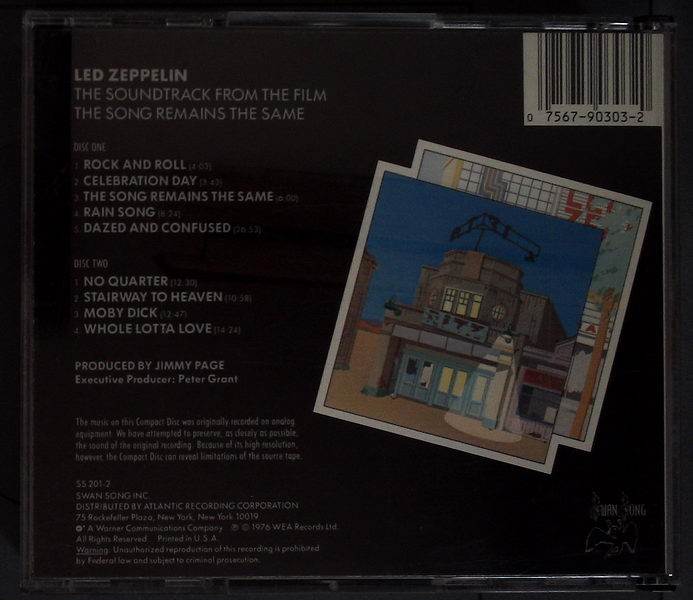 LED ZEPPELIN
THE SOUNDTRACK FROM THE FILM
THE SONG REMAINS THE SAME
0 7567-90303-2
DISC ONE
1. ROCK AND ROLL (4:03)
2. CELEBRATION DAY (3:43)
3. THE SONG REMAINS THE SAME (6:00)
4. RAIN SONG (8:24)
5. DAZED AND CONFUSED (26:53)
DISC TWO
1. NO QUARTER (12:30)
2. STAIRWAY TO HEAVEN (10:58)
3. MOBY DICK (12:47)
4. WHOLE LOTTA LOVE (14:24)
PRODUCED BY JIMMY PAGE
Executive Producer: Peter Grant
The music on this Compact Disc was originally recorded on analog
equipment. We have attempted to preserve, as closely as possible,
the sound of the original recording. Because of its high resolution,
however, the Compact Disc can reveal limitations of the source tape.
SS 201-2
SWAN SONG INC.
DISTRIBUTED BY ATLANTIC RECORDING CORPORATION
75 Rockefeller Plaza, New York, New York 10019
A Warner Communications Company ℗ © 1976 WEA Records Ltd.
All Rights Reserved Printed in U.S.A.
Warning: Unauthorized reproduction of this recording is prohibited
by Federal law and subject to criminal prosecution.
SWAN SONG